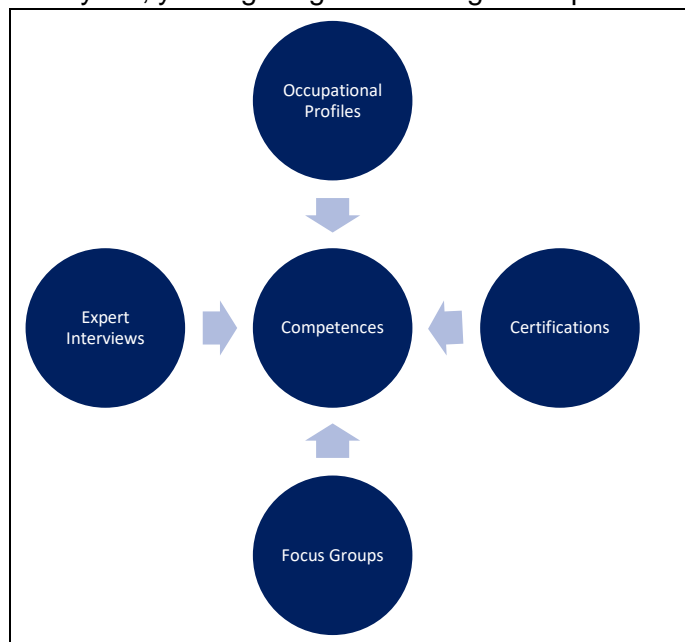 Occupational
Profiles
Expert
Interviews
Competences
Certifications
Focus Groups